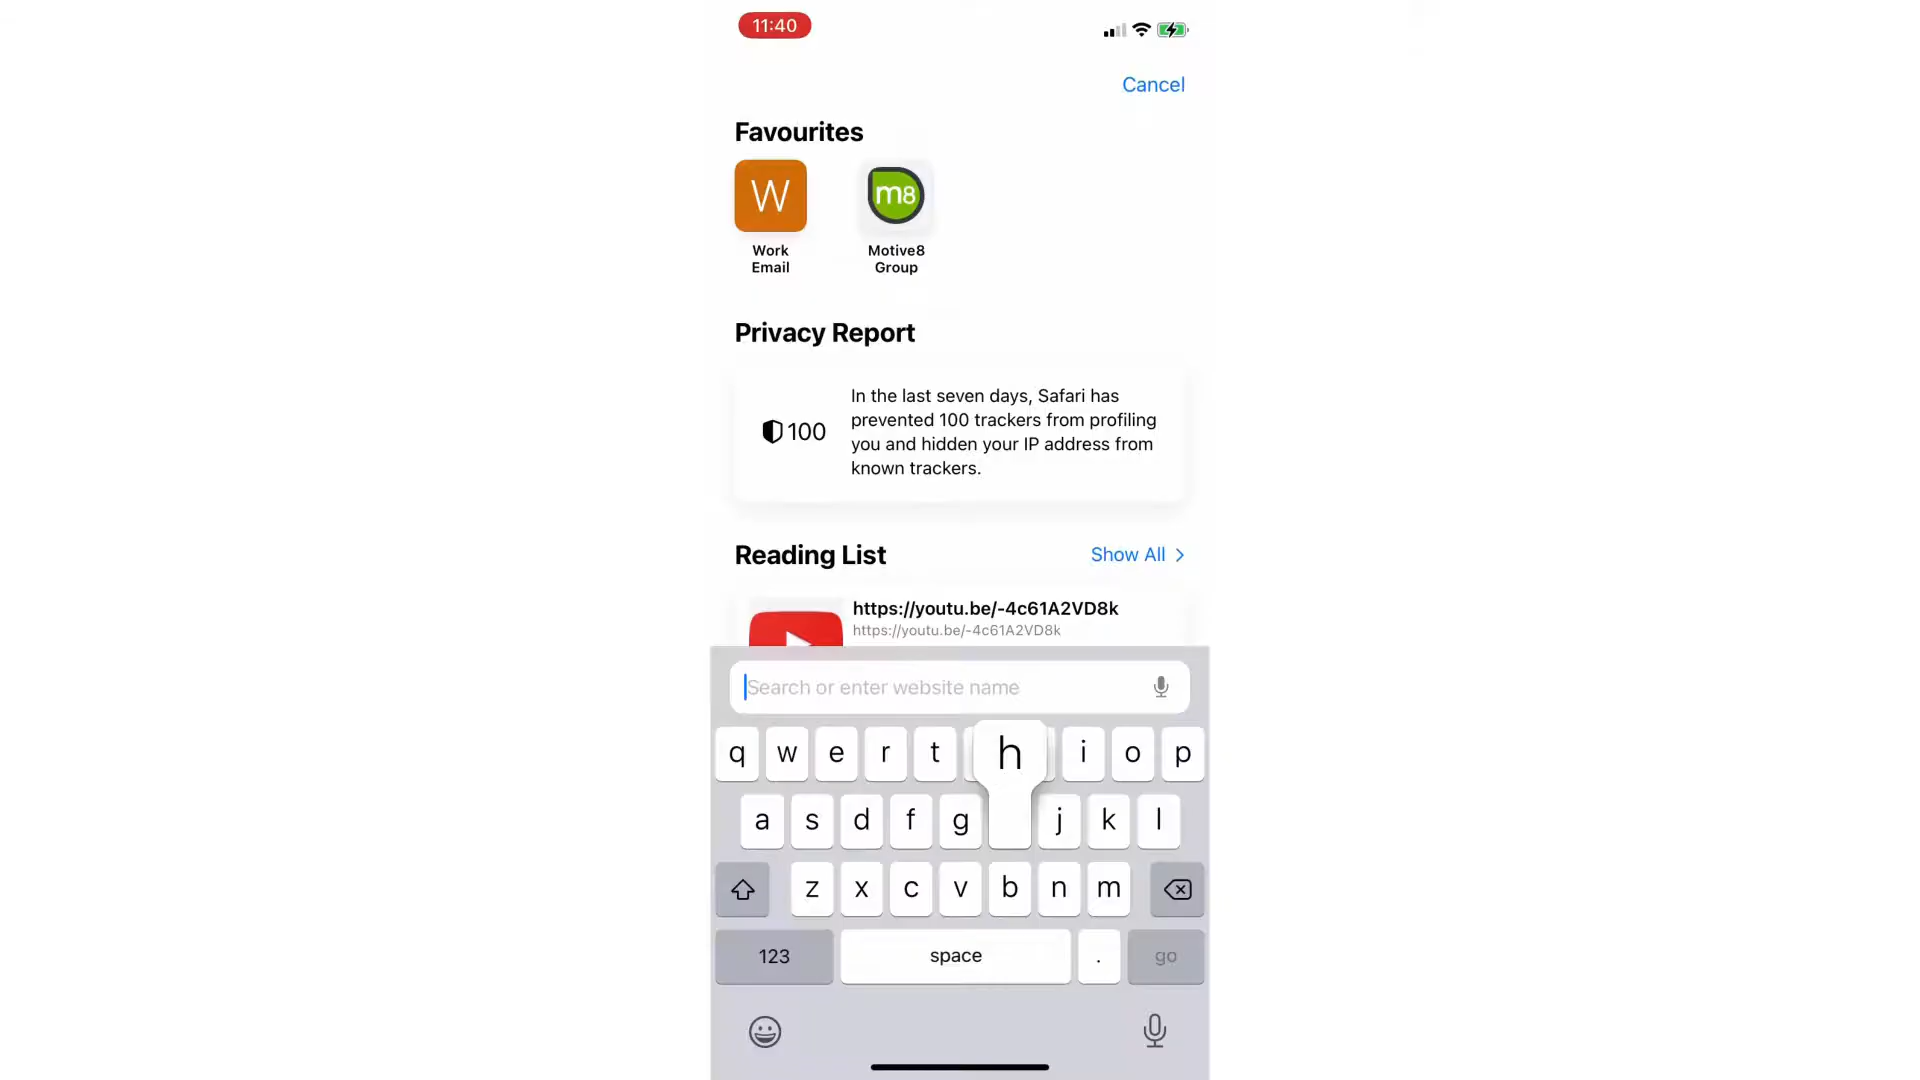 11:40
Cancel
Favourites
W
m8
Work
Email
Motive8
Group
Privacy Report
100
In the last seven days, Safari has
prevented 100 trackers from profiling
you and hidden your IP address from
known trackers.
Reading List
Show All
https://youtu.be/-4c61A2VD8k
https://youtu.be/-4c61A2VD8k
Search or enter website name
q w e r t h i o p
a s d f g j k l
z x c v b n m
123 space . go